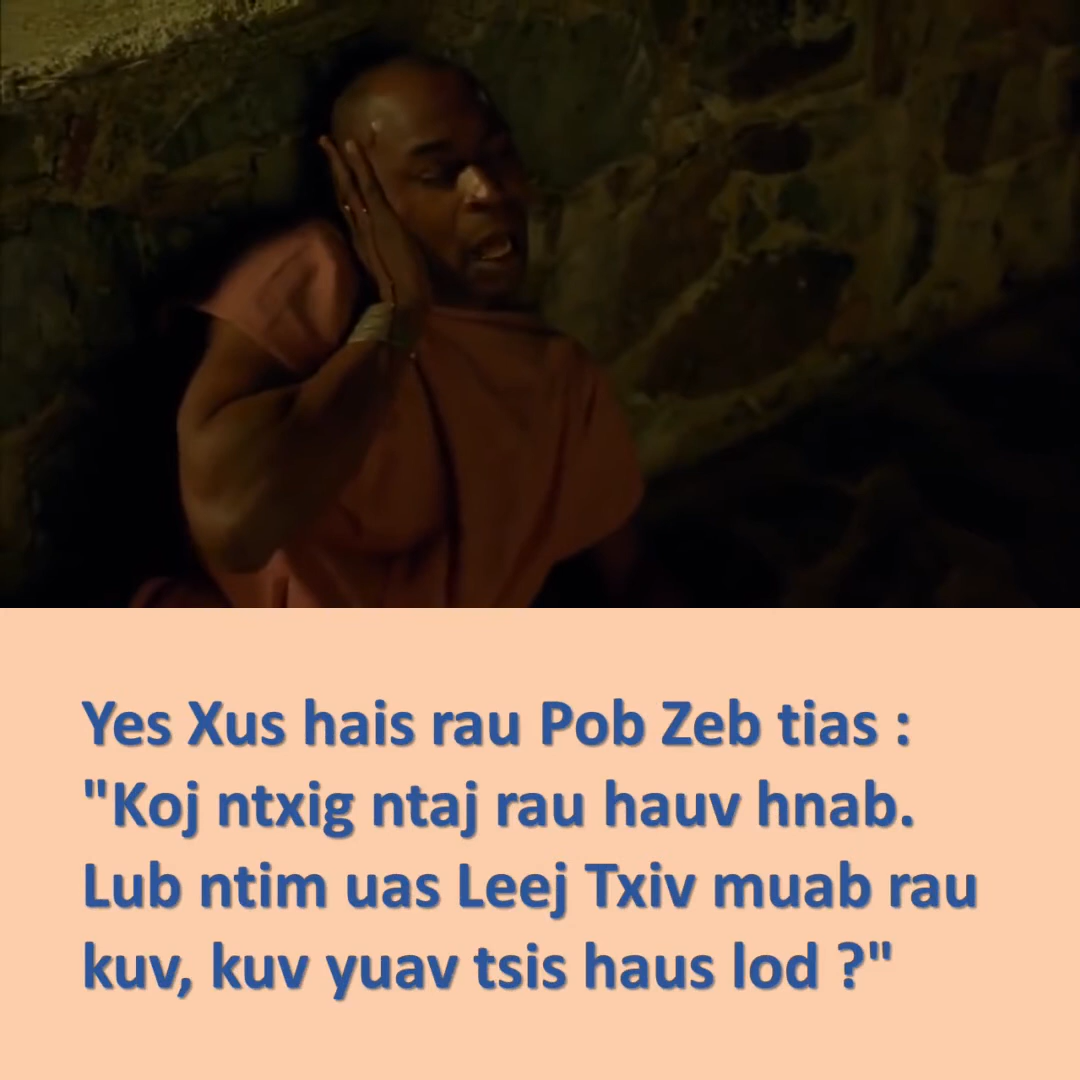 Yes Xus hais rau Pob Zeb tias :
"Koj ntxig ntaj rau hauv hnab.
Lub ntim uas Leej Txiv muab rau
kuv, kuv yuav tsis haus lod ?"